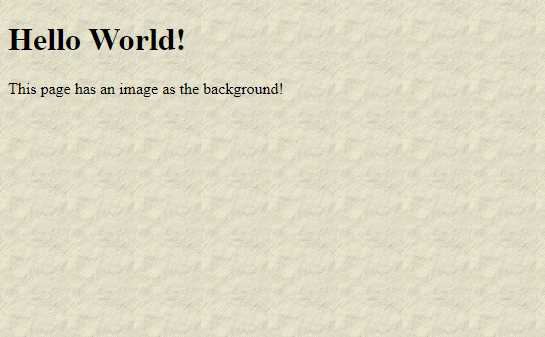 Hello World!
This page has an image as the background!